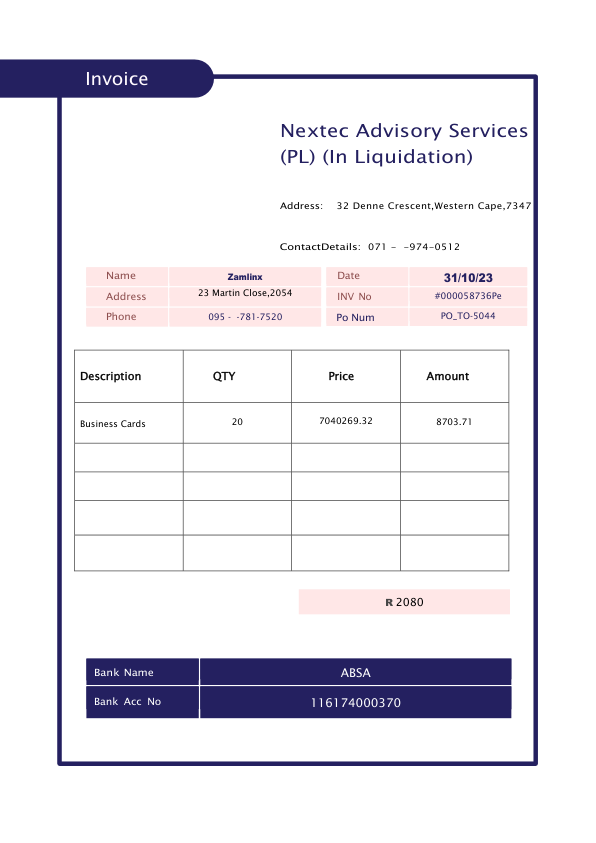 Invoice
Nextec Advisory Services
(PL) (In Liquidation)
Address: 32 Denne Crescent,Western Cape,7347
ContactDetails: 071 - -974-0512
Name Zamlinx Date 31/10/23
Address 23 Martin Close,2054 INV No #000058736Pe
Phone 095 - -781-7520 Po Num PO_TO-5044
Description QTY Price Amount
Business Cards 20 7040269.32 8703.71
R 2080
Bank Name ABSA
Bank Acc No 116174000370